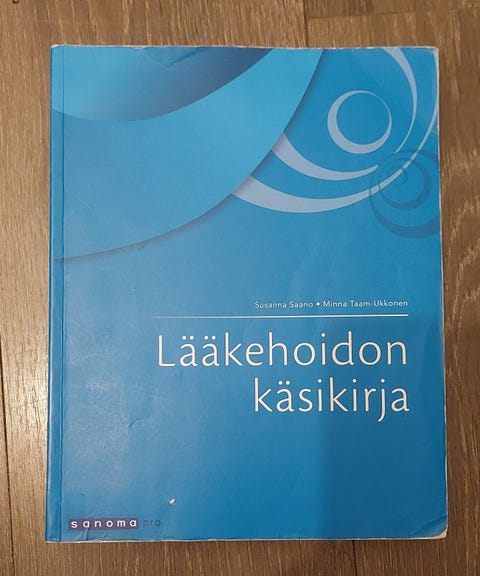 Susanna Saano • Minna Taam-Ukkonen
Lääkehoidon
käsikirja
sanoma pro